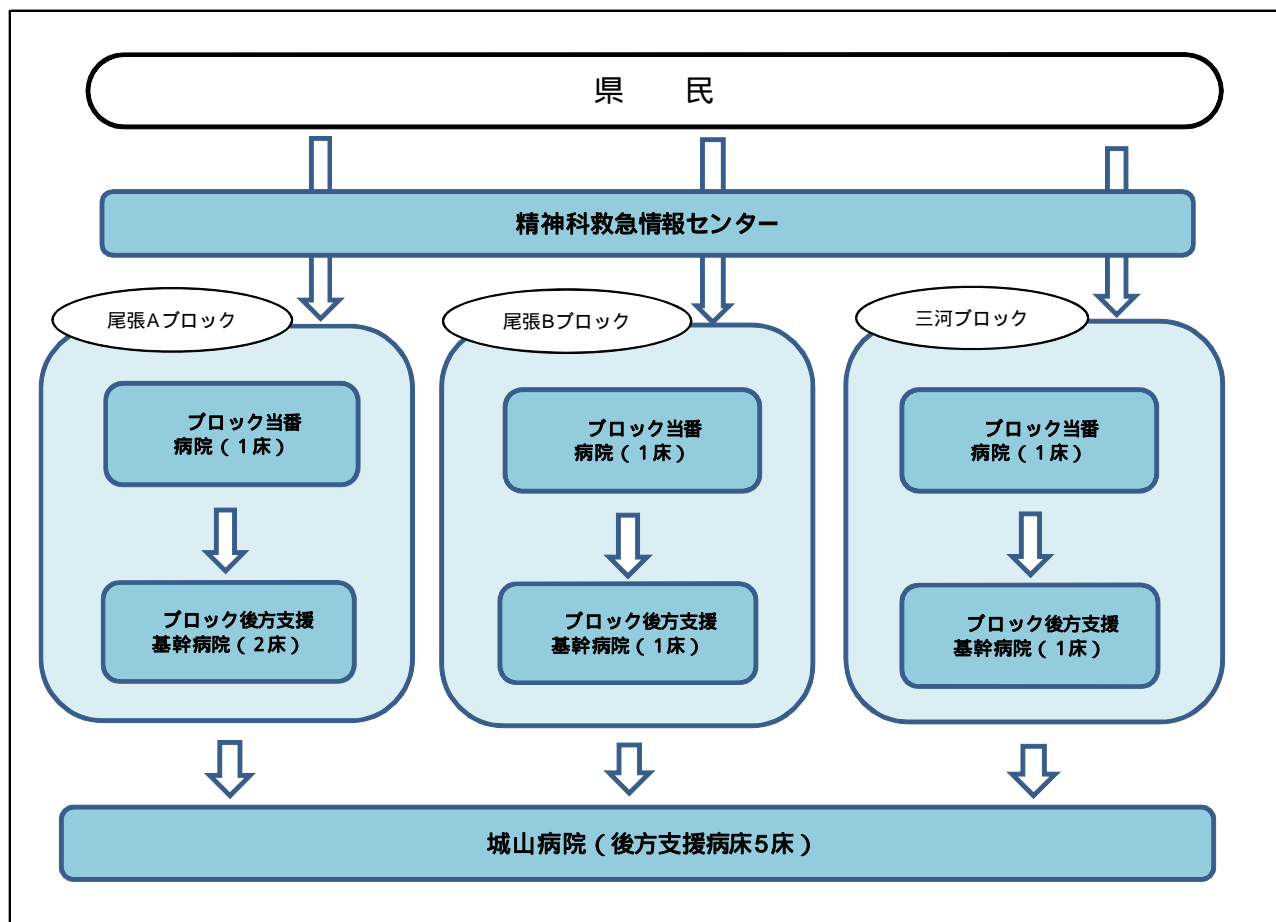 県　　民
精神科救急情報センター
尾張Aブロック
ブロック当番
病院（1床）
ブロック後方支援
基幹病院（2床）
尾張Bブロック
ブロック当番
病院（1床）
ブロック後方支援
基幹病院（1床）
三河ブロック
ブロック当番
病院（1床）
ブロック後方支援
基幹病院（1床）
城山病院（後方支援病床5床）